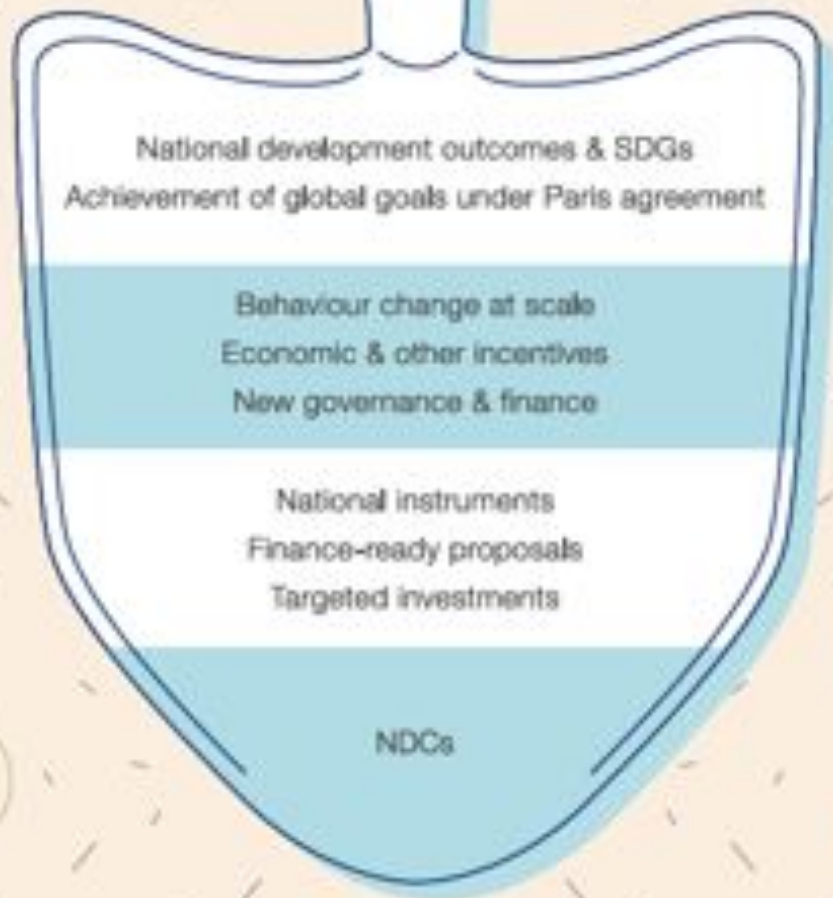 National development outcomes & SDGs
Achievement of global goals under Paris agreement
Behaviour change at scale
Economic & other incentives
New governance & finance
National instruments
Finance-ready proposals
Targeted investments
NDCs